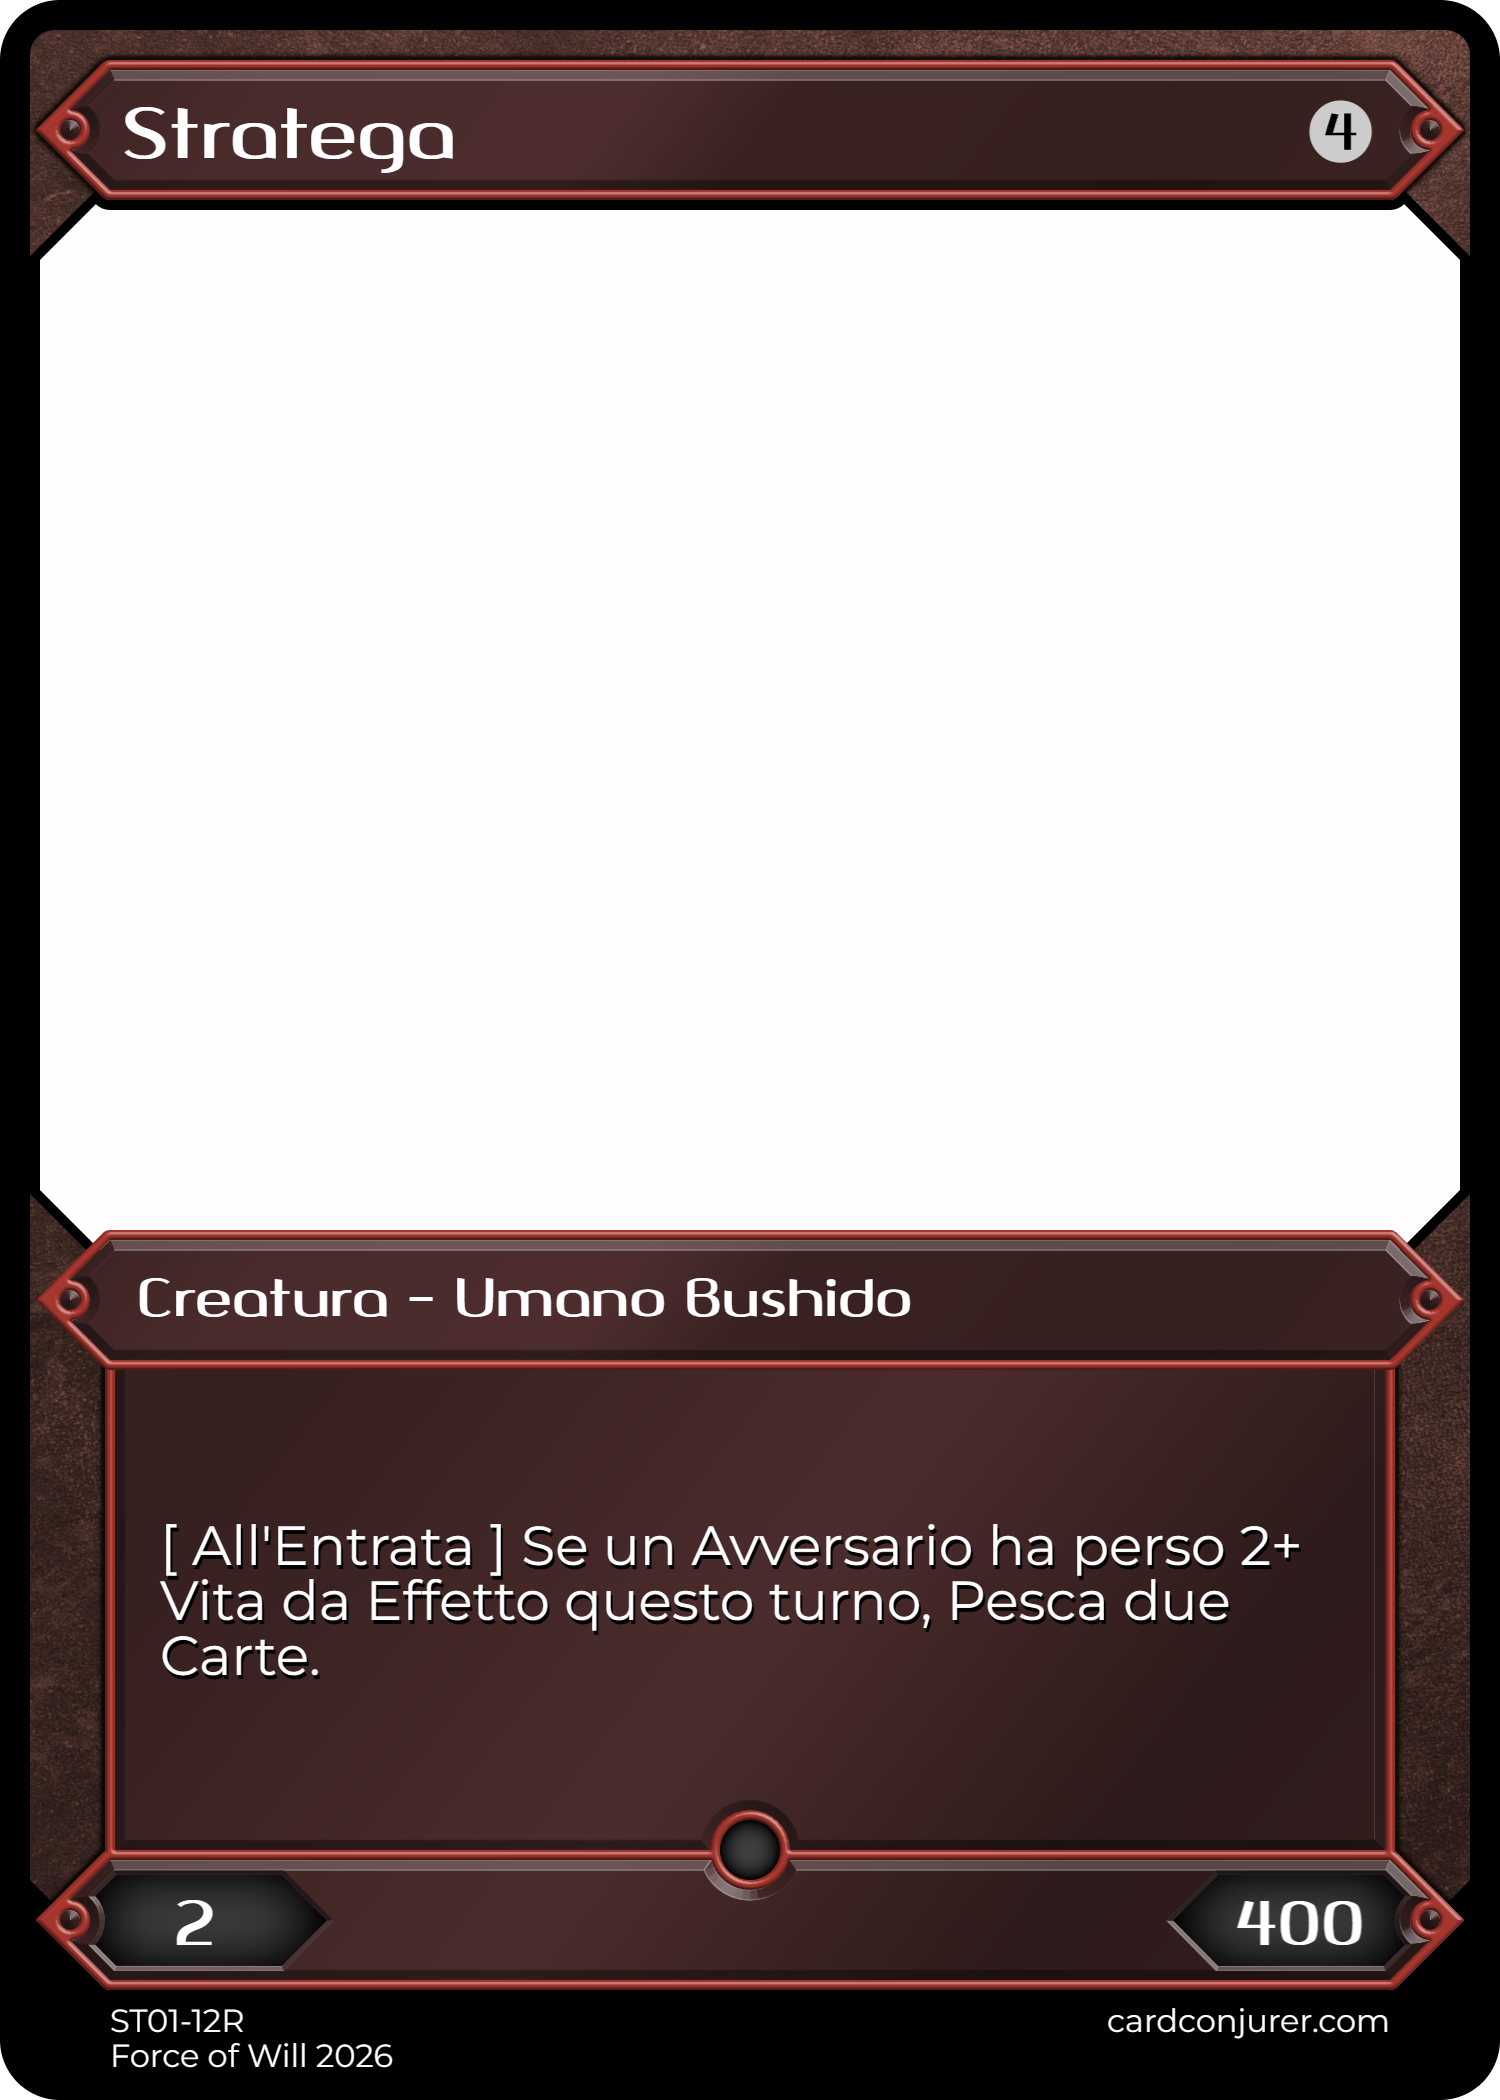 Stratega
4
Creatura - Umano Bushido
[ All'Entrata ] Se un Avversario ha perso 2+
Vita da Effetto questo turno, Pesca due
Carte.
2
400
ST01-12R
cardconjurer.com
Force of Will 2026